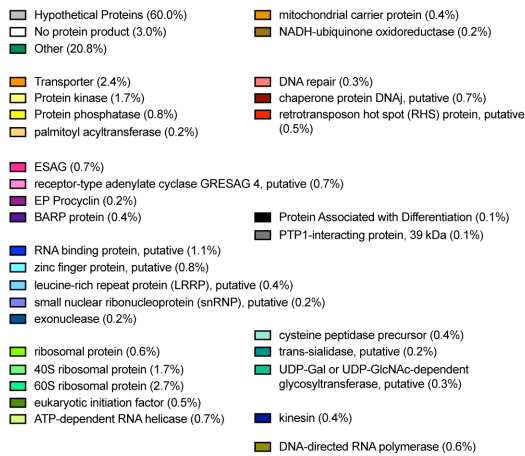 Hypothetical Proteins (60.0%)
No protein product (3.0%)
Other (20.8%)
Transporter (2.4%)
Protein kinase (1.7%)
Protein phosphatase (0.8%)
palmitoyl acyltransferase (0.2%)
ESAG (0.7%)
receptor-type adenylate cyclase GRESAG 4, putative (0.7%)
EP Procyclin (0.2%)
BARP protein (0.4%)
RNA binding protein, putative (1.1%)
zinc finger protein, putative (0.8%)
leucine-rich repeat protein (LRRP), putative (0.4%)
small nuclear ribonucleoprotein (snRNP), putative (0.2%)
exonuclease (0.2%)
ribosomal protein (0.6%)
40S ribosomal protein (1.7%)
60S ribosomal protein (2.7%)
eukaryotic initiation factor (0.5%)
ATP-dependent RNA helicase (0.7%)
mitochondrial carrier protein (0.4%)
NADH-ubiquinone oxidoreductase (0.2%)
DNA repair (0.3%)
chaperone protein DNAj, putative (0.7%)
retrotransposon hot spot (RHS) protein, putative
(0.5%)
Protein Associated with Differentiation (0.1%)
PTP1-interacting protein, 39 kDa (0.1%)
cysteine peptidase precursor (0.4%)
trans-sialidase, putative (0.2%)
UDP-Gal or UDP-GlcNAc-dependent
glycosyltransferase, putative (0.3%)
kinesin (0.4%)
DNA-directed RNA polymerase (0.6%)